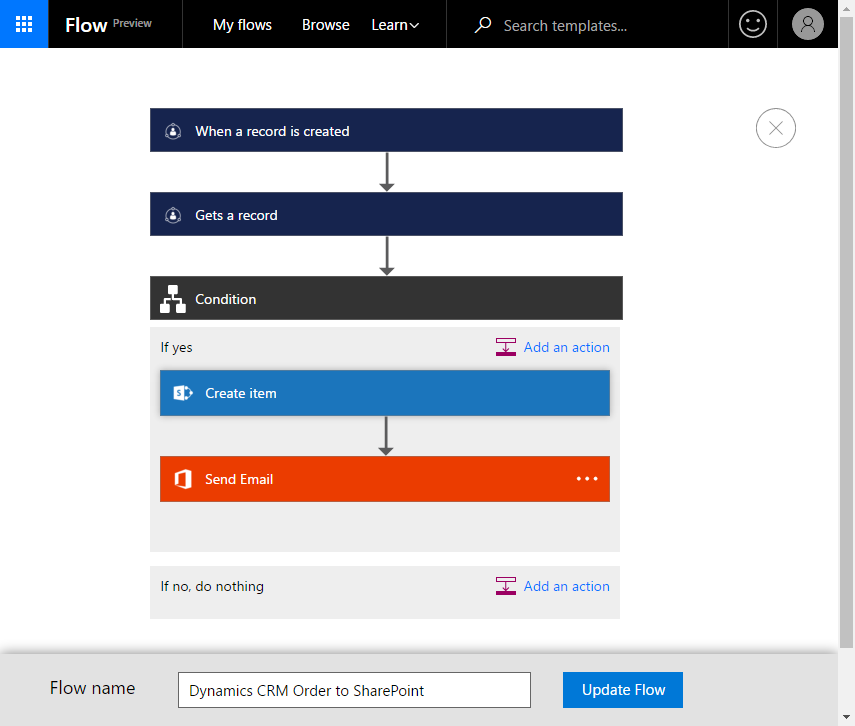 Flow Preview My flows Browse Learn Search templates...
When a record is created
Gets a record
Condition
If yes Add an action
S Create item
Send Email
If no, do nothing Add an action
Flow name Dynamics CRM Order to SharePoint Update Flow